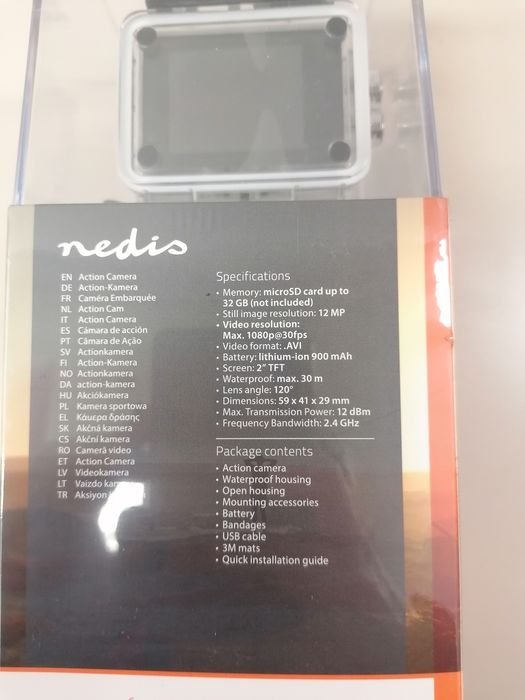 nedis
EN Action Camera
DE Action-Kamera
FR Caméra Embarquée
NL Action Cam
IT Action Camera
ES Cámara de acción
PT Câmara de Ação
SV Actionkamera
FI Action-Kamera
NO Actionkamera
DA action-kamera
HU Akciókamera
PL Kamera sportowa
EL Κάμερα δράσης
SK Akčná kamera
CS Akční kamera
RO Cameră video
ET Action Camera
LV Videokamera
LT Vaizdo
TR Aksiyon
Specifications
• Memory: microSD card up to
32 GB (not included)
• Still image resolution: 12 MP
• Video resolution:
Max. 1080p@30fps
• Video format: .AVI
• Battery: lithium-ion 900 mAh
• Screen: 2" TFT
• Waterproof: max. 30 m
• Lens angle: 120°
• Dimensions: 59 x 41 x 29 mm
• Max. Transmission Power: 12 dBm
• Frequency Bandwidth: 2.4 GHz
Package contents
• Action camera
• Waterproof housing
• Open housing
• Mounting accessories
• Battery
• Bandages
• USB cable
• 3M mats
• Quick installation guide